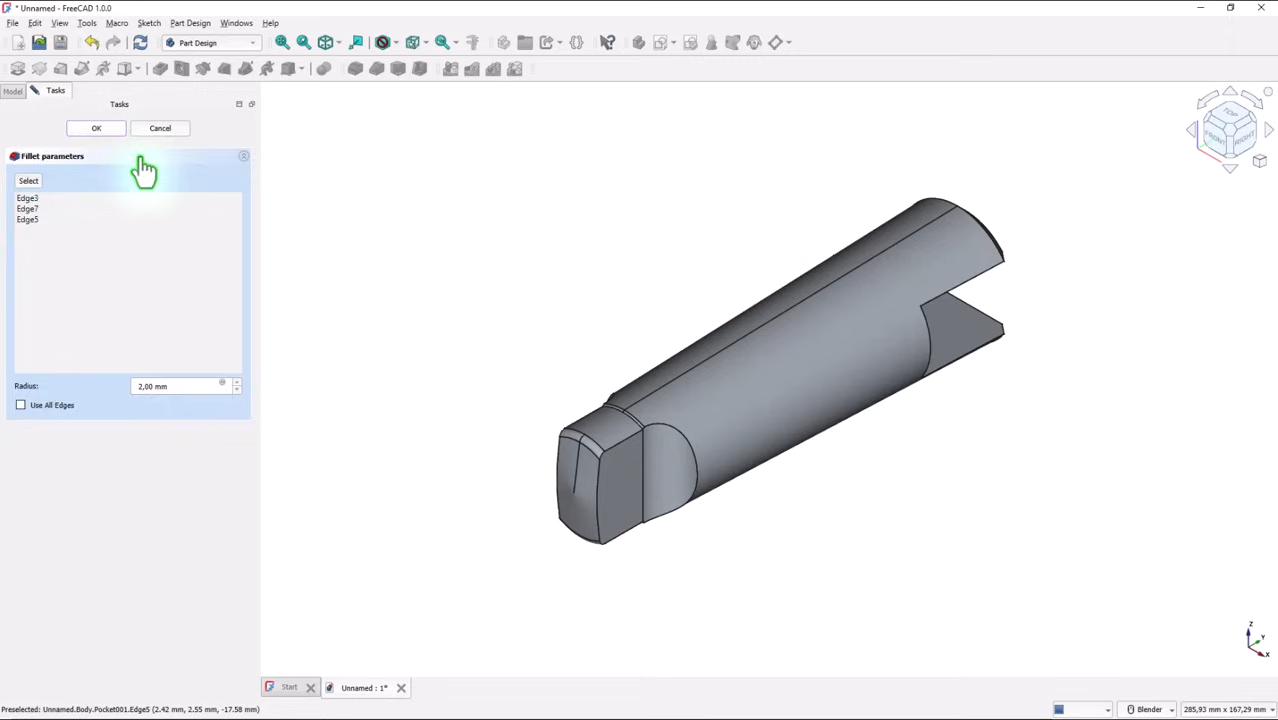 * Unnamed - FreeCAD 1.0.0
File Edit View Tools Macro Sketch Part Design Windows Help
Part Design
Model Tasks
Tasks
OK Cancel
Fillet parameters
Select
Edge3
Edge7
Edge5
Radius: 2,00 mm
Use All Edges
TOP
FRONT RIGHT
Z
Y
X
Start Unnamed : 1*
Preselected: Unnamed.Body.Pocket001.Edge5 (2.42 mm, 2.55 mm, -17.58 mm) Blender 285,93 mm x 167,29 mm